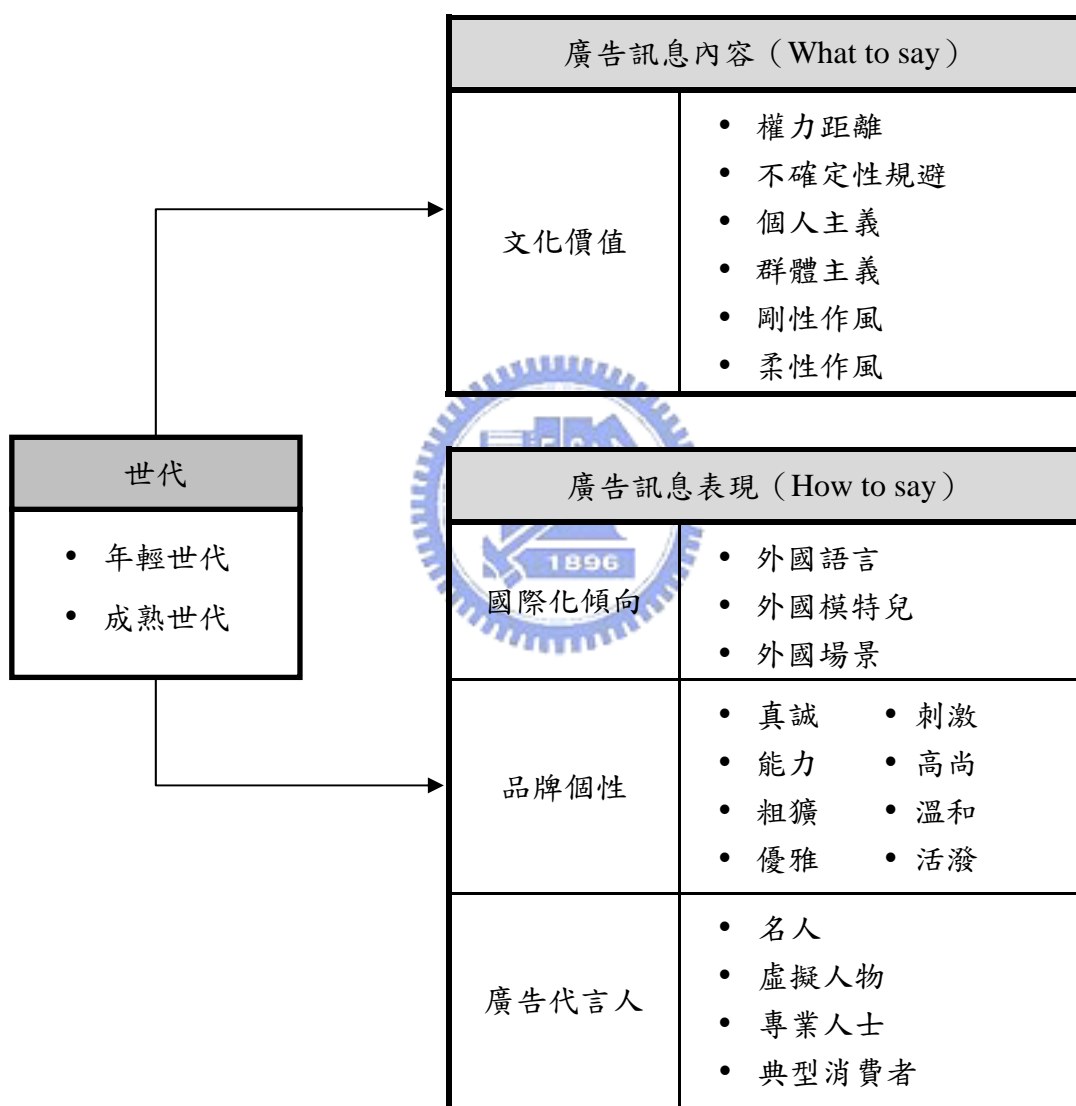 廣告訊息內容（What to say）
文化價值
• 權力距離
• 不確定性規避
• 個人主義
• 群體主義
• 剛性作風
• 柔性作風
世代
• 年輕世代
• 成熟世代
廣告訊息表現（How to say）
1896
國際化傾向
• 外國語言
• 外國模特兒
• 外國場景
品牌個性
• 真誠 • 刺激
• 能力 • 高尚
• 粗獷 • 溫和
• 優雅 • 活潑
廣告代言人
• 名人
• 虛擬人物
• 專業人士
• 典型消費者